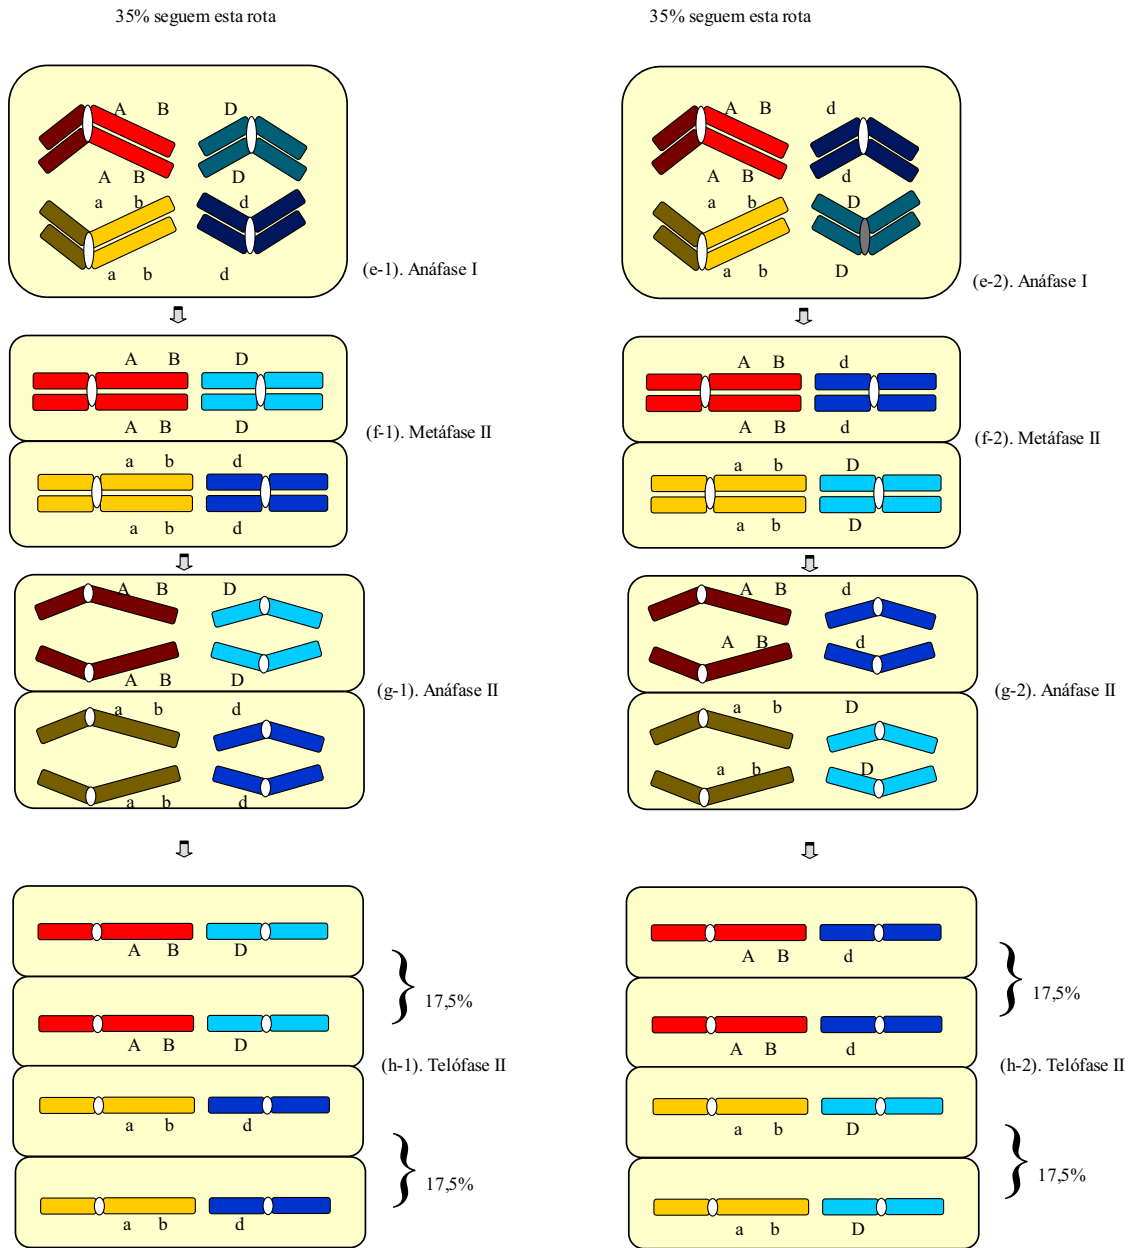 35% seguem esta rota
35% seguem esta rota
A B D
A B D
a b d
a b d
(e-1). Anáfase I
A B d
A B d
a b D
a b D
(e-2). Anáfase I
A B D
A B D
a b d
a b d
(f-1). Metáfase II
A B d
A B d
a b D
a b D
(f-2). Metáfase II
A B D
A B D
a b d
a b d
(g-1). Anáfase II
A B d
A B d
a b D
a b D
(g-2). Anáfase II
A B D
A B D
a b d
a b d
} 17,5%
(h-1). Telófase II
} 17,5%
A B d
A B d
a b D
a b D
} 17,5%
(h-2). Telófase II
} 17,5%